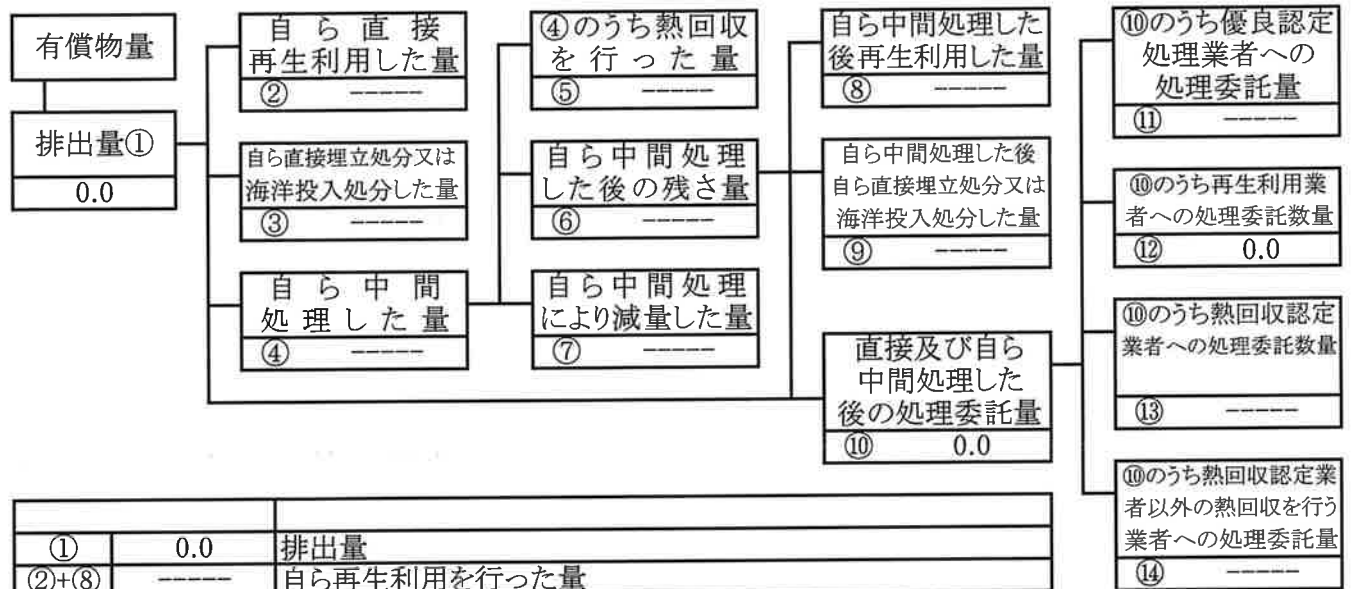 有償物量
排出量①
0.0
自ら直接
再生利用した量
② -----
自ら直接埋立処分又は
海洋投入処分した量
③ -----
自ら中間
処理した量
④ -----
④のうち熱回収
を行った量
⑤ -----
自ら中間処理
した後の残さ量
⑥ -----
自ら中間処理
により減量した量
⑦ -----
自ら中間処理した
後再生利用した量
⑧ -----
自ら中間処理した後
自ら直接埋立処分又は
海洋投入処分した量
⑨ -----
直接及び自ら
中間処理した
後の処理委託量
⑩ 0.0
⑩のうち優良認定
処理業者への
処理委託量
⑪ -----
⑩のうち再生利用業
者への処理委託数量
⑫ 0.0
⑩のうち熱回収認定
業者への処理委託数量
⑬ -----
⑩のうち熱回収認定業
者以外の熱回収を行う
業者への処理委託量
⑭ -----
① 0.0 排出量
②+⑧ ----- 自ら再生利用を行った量